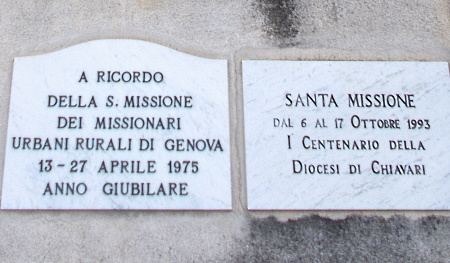 A RICORDO
DELLA S. MISSIONE
DEI MISSIONARI
URBANI RURALI DI GENOVA
13-27 APRILE 1975
ANNO GIUBILARE
SANTA MISSIONE
DAL 6 AL 17 OTTOBRE 1993
I CENTENARIO DELLA
DIOCESI DI CHIAVARI